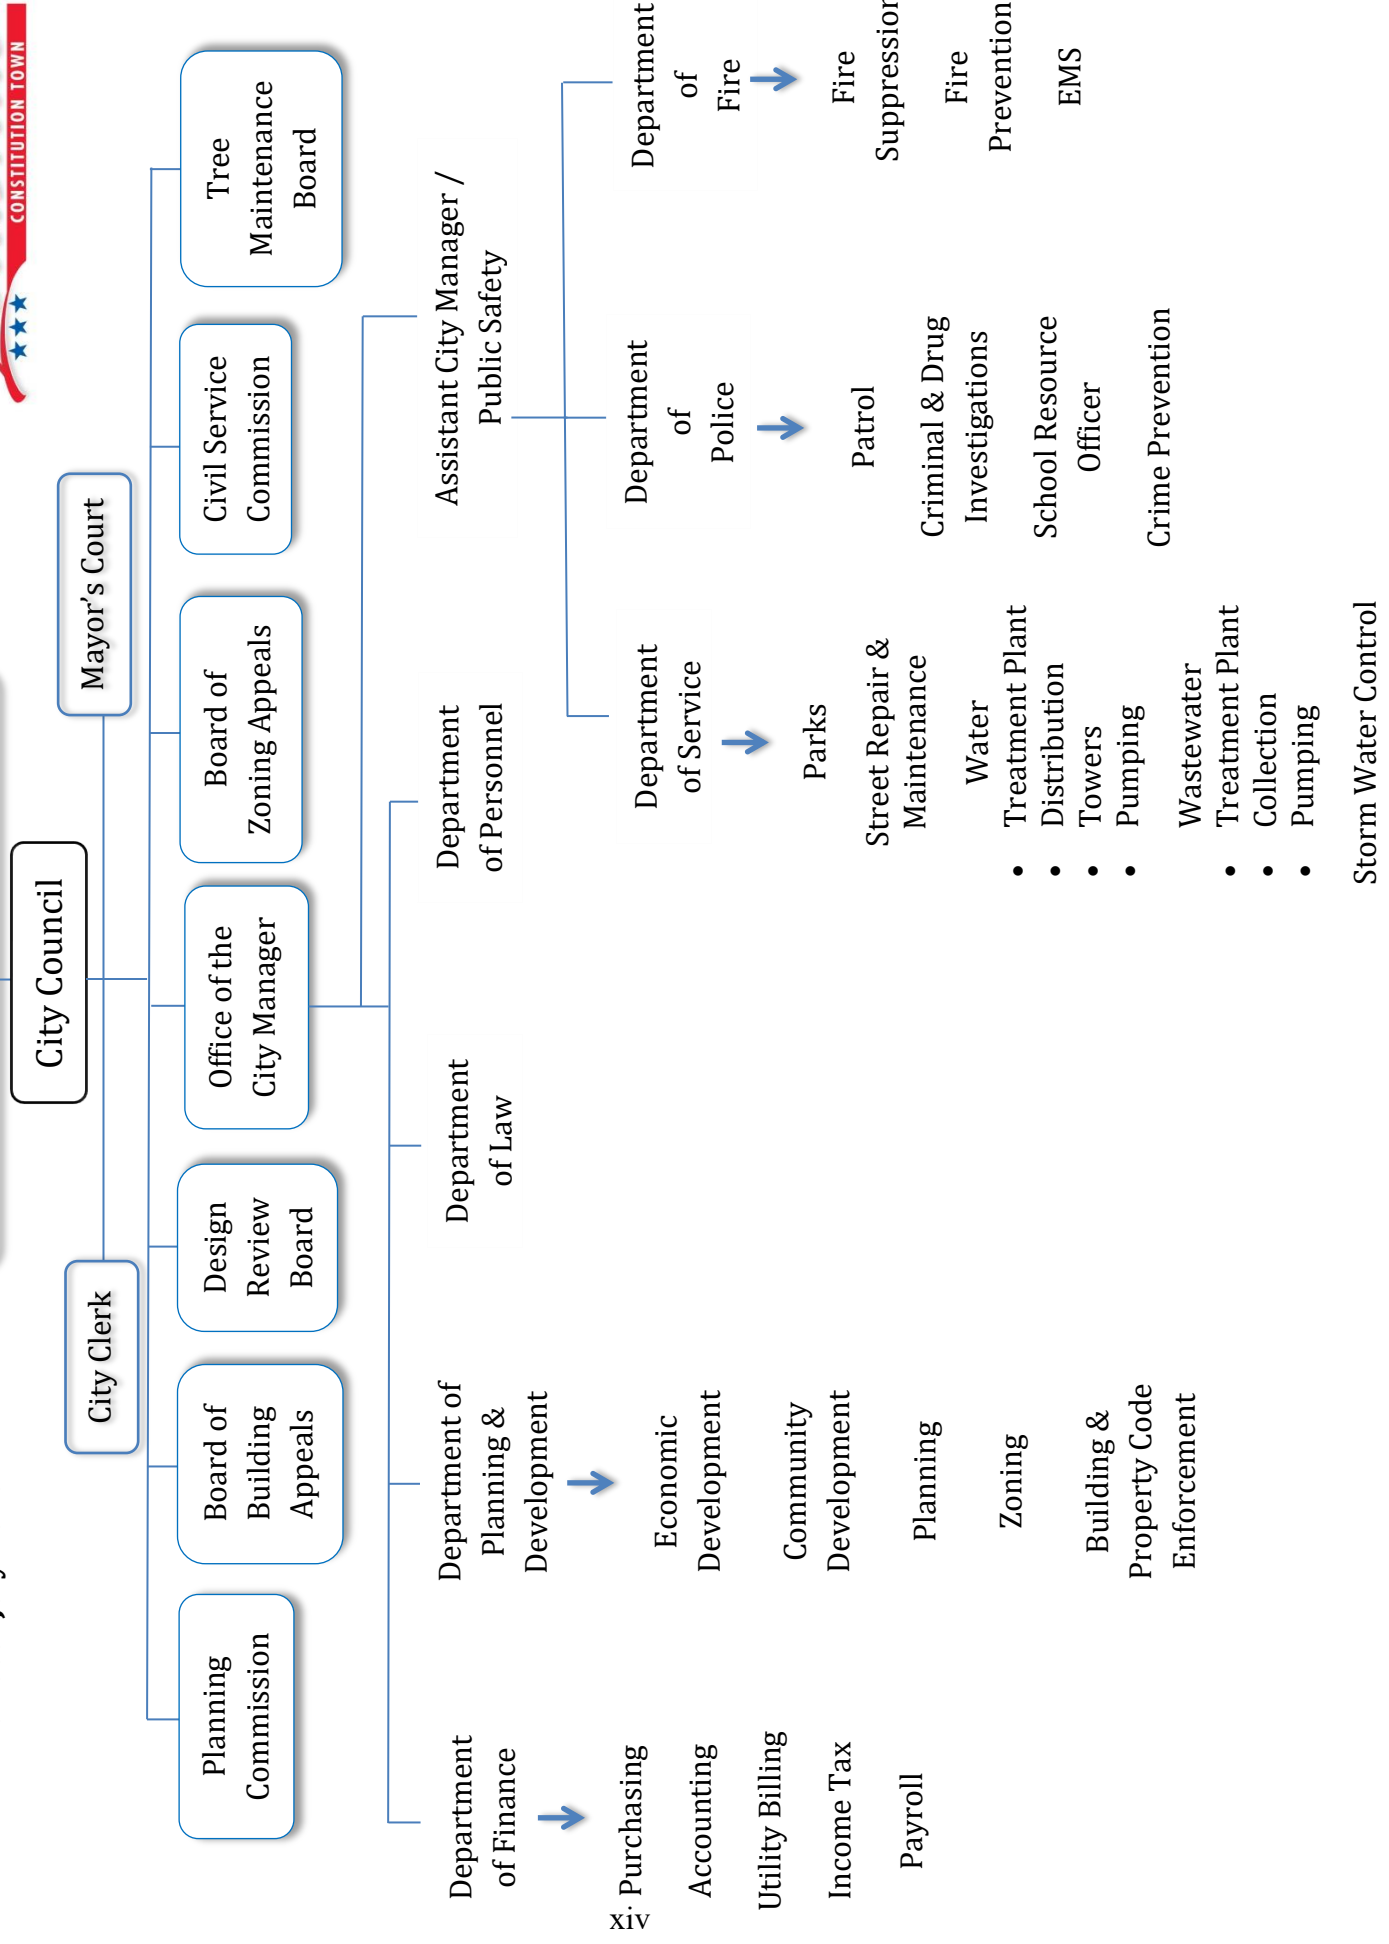 CONSTITUTION TOWN
City Council
City Clerk
Mayor's Court
Planning
Commission
Board of
Building
Appeals
Design
Review
Board
Office of the
City Manager
Board of
Zoning Appeals
Civil Service
Commission
Tree
Maintenance
Board
Department
of Finance
Department of
Planning &
Development
Department
of Law
Department
of Personnel
Assistant City Manager /
Public Safety
Purchasing
Accounting
Utility Billing
Income Tax
Payroll
Economic
Development
Community
Development
Planning
Zoning
Building &
Property Code
Enforcement
Department
of Service
Parks
Street Repair &
Maintenance
Water
• Treatment Plant
• Distribution
• Towers
• Pumping
Wastewater
• Treatment Plant
• Collection
• Pumping
Storm Water Control
Department
of
Police
Patrol
Criminal & Drug
Investigations
School Resource
Officer
Crime Prevention
Department
of
Fire
Fire
Suppression
Fire
Prevention
EMS
xiv